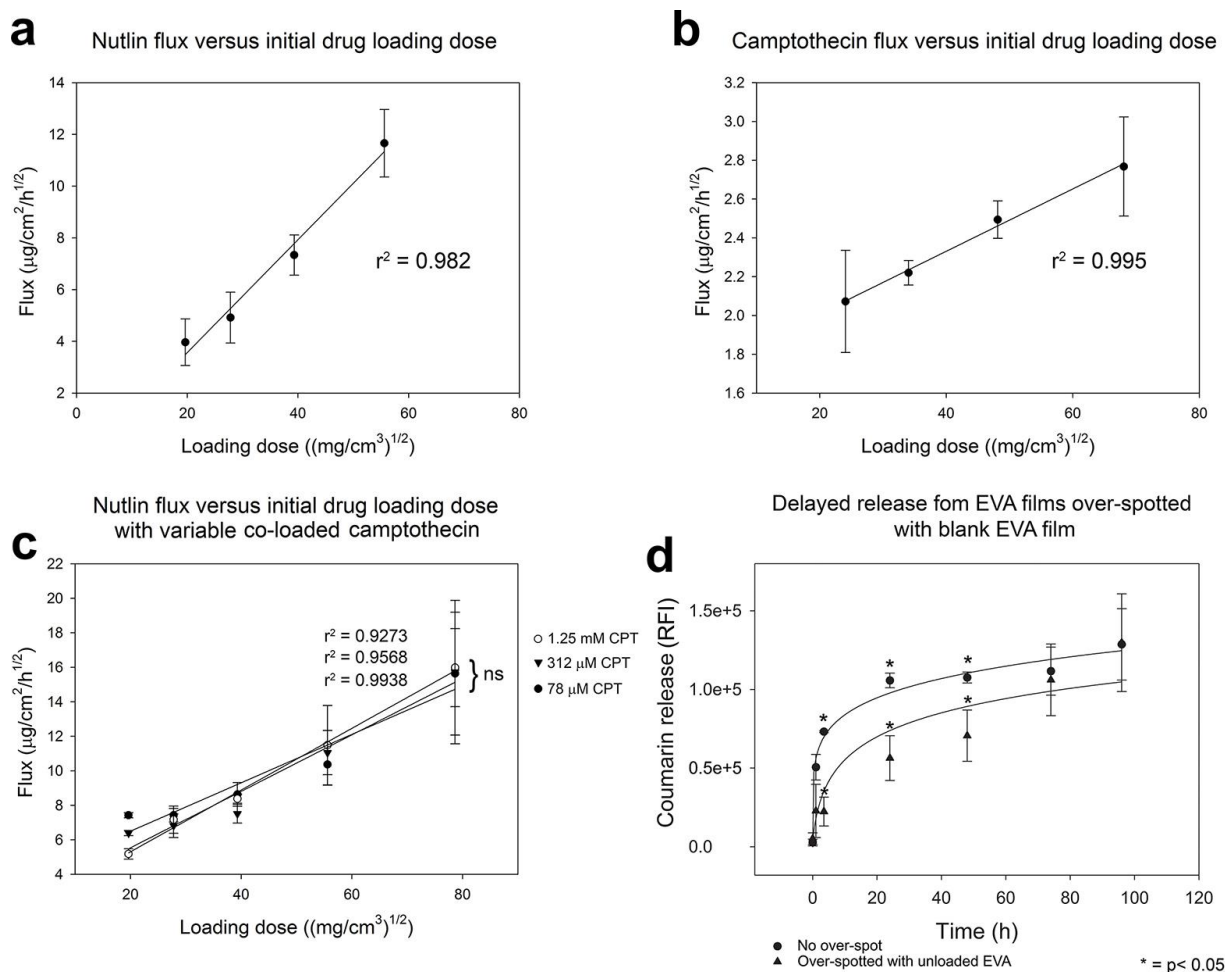 a
Nutlin flux versus initial drug loading dose
14
12
10
8
6
4
2
Flux (µg/cm²/h¹/²)
r² = 0.982
0 20 40 60 80
Loading dose ((mg/cm³)¹/²)
b
Camptothecin flux versus initial drug loading dose
3.2
3.0
2.8
2.6
2.4
2.2
2.0
1.8
1.6
Flux (µg/cm²/h¹/²)
r² = 0.995
20 40 60 80
Loading dose ((mg/cm³)¹/²)
c
Nutlin flux versus initial drug loading dose
with variable co-loaded camptothecin
22
20
18
16
14
12
10
8
6
4
Flux (µg/cm²/h¹/²)
r² = 0.9273
r² = 0.9568
r² = 0.9938
} ns
1.25 mM CPT
312 µM CPT
78 µM CPT
20 40 60 80
Loading dose ((mg/cm³)¹/²)
d
Delayed release fom EVA films over-spotted
with blank EVA film
1.5e+5
1.0e+5
0.5e+5
0.0
Coumarin release (RFI)
* * *
* * *
0 20 40 60 80 100 120
Time (h)
No over-spot
Over-spotted with unloaded EVA
* = p< 0.05